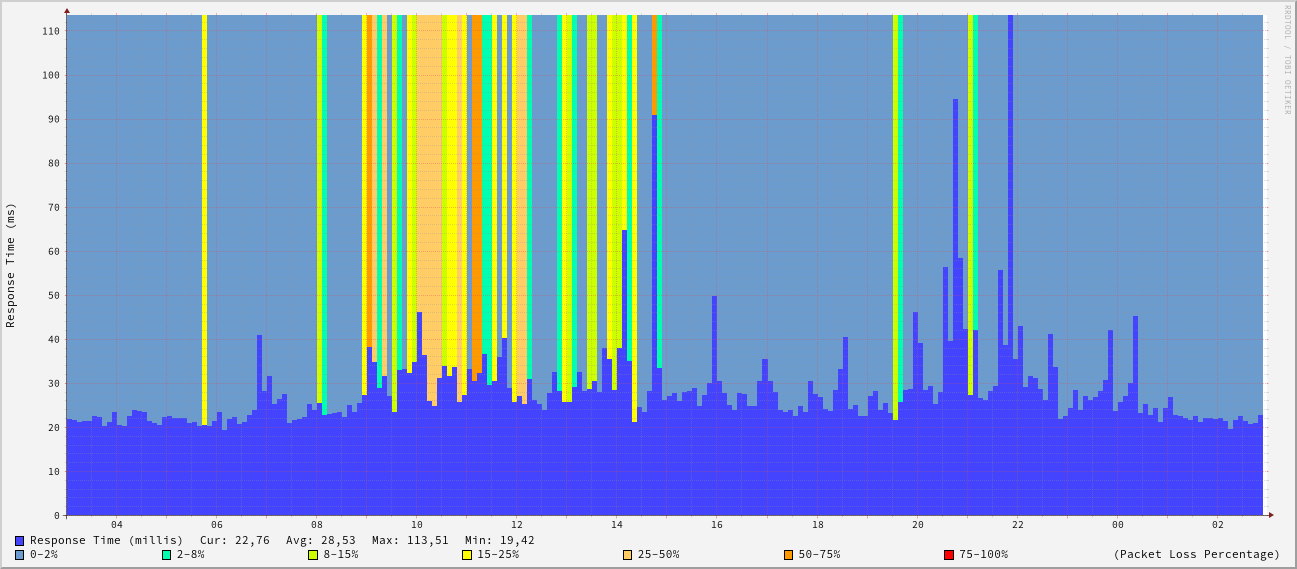 RRDTOOL / TOBI OETIKER
Response Time (ms)
110
100
90
80
70
60
50
40
30
20
10
0
04 06 08 10 12 14 16 18 20 22 00 02
Response Time (millis) Cur: 22,76 Avg: 28,53 Max: 113,51 Min: 19,42
0-2% 2-8% 8-15% 15-25% 25-50% 50-75% 75-100% (Packet Loss Percentage)